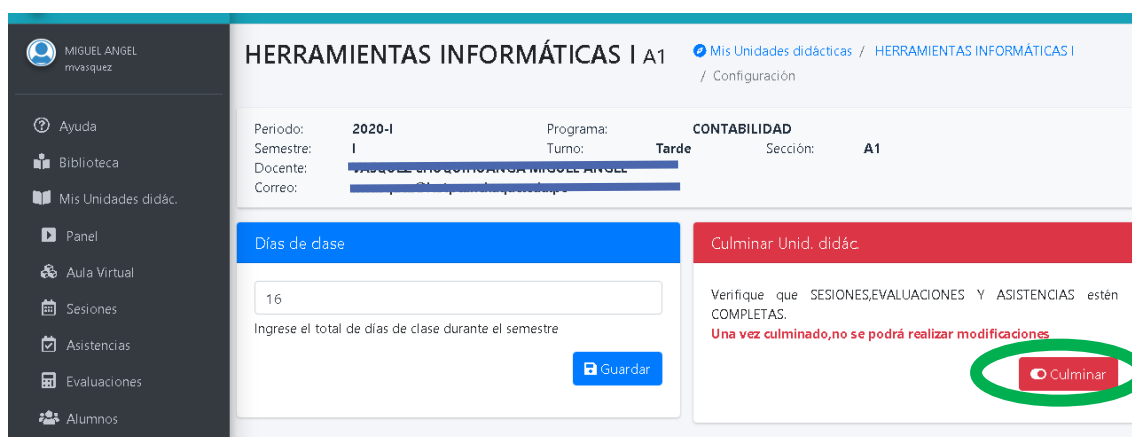 MIGUEL ANGEL
mvasquez
Ayuda
Biblioteca
Mis Unidades didác.
Panel
Aula Virtual
Sesiones
Asistencias
Evaluaciones
Alumnos
HERRAMIENTAS INFORMÁTICAS I A1
Mis Unidades didácticas / HERRAMIENTAS INFORMÁTICAS I
/ Configuración
Periodo: 2020-I Programa: CONTABILIDAD
Semestre: I Turno: Tarde Sección: A1
Docente:
Correo:
Días de clase
16
Ingrese el total de días de clase durante el semestre
Guardar
Culminar Unid. didác.
Verifique que SESIONES,EVALUACIONES Y ASISTENCIAS estén
COMPLETAS.
Una vez culminado,no se podrá realizar modificaciones
Culminar